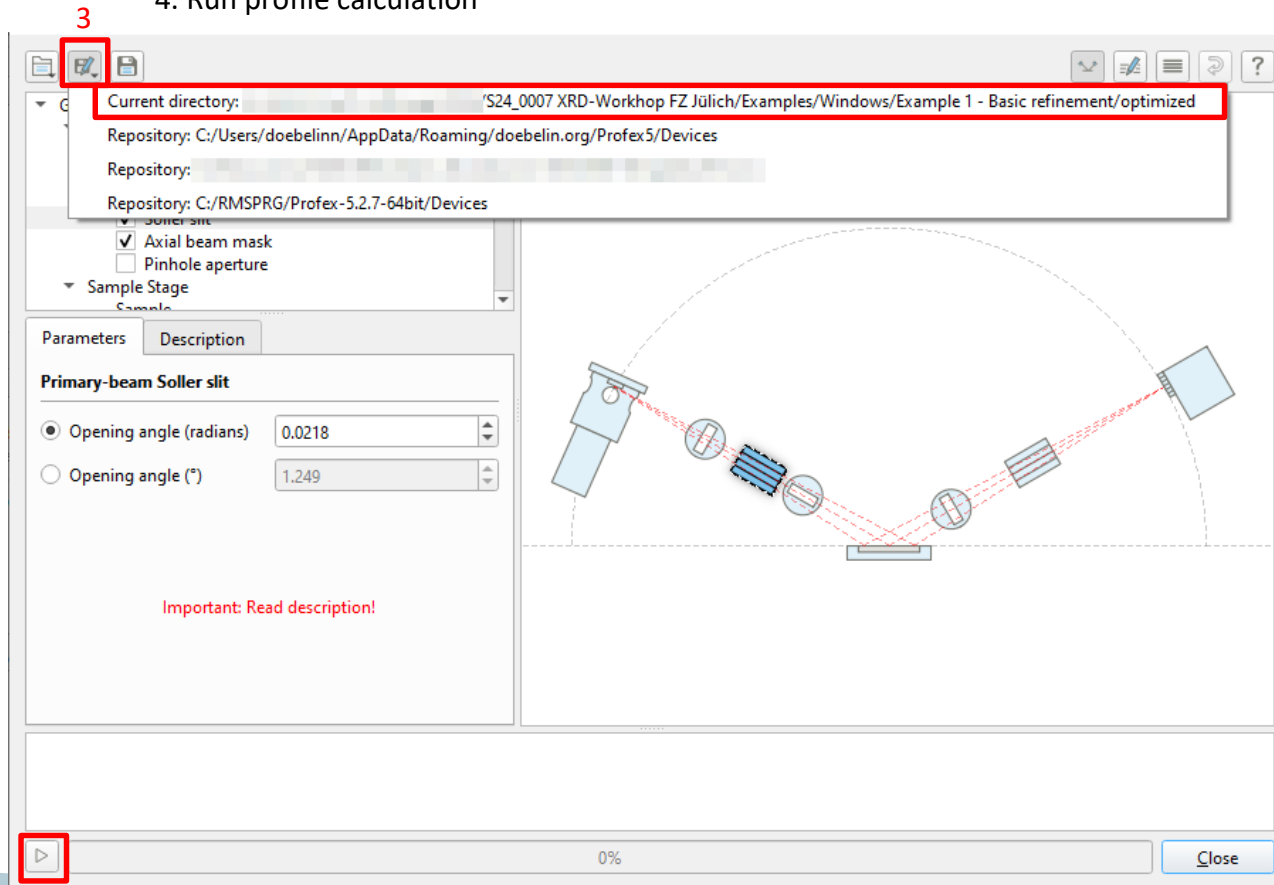 4. Run profile calculation
3
Current directory: /S24_0007 XRD-Workhop FZ Jülich/Examples/Windows/Example 1 - Basic refinement/optimized
Repository: C:/Users/doebelinn/AppData/Roaming/doebelin.org/Profex5/Devices
Repository:
Repository: C:/RMSPRG/Profex-5.2.7-64bit/Devices
Soller slit
Axial beam mask
Pinhole aperture
Sample Stage
Sample
Parameters Description
Primary-beam Soller slit
Opening angle (radians) 0.0218
Opening angle (°) 1.249
Important: Read description!
0%
Close